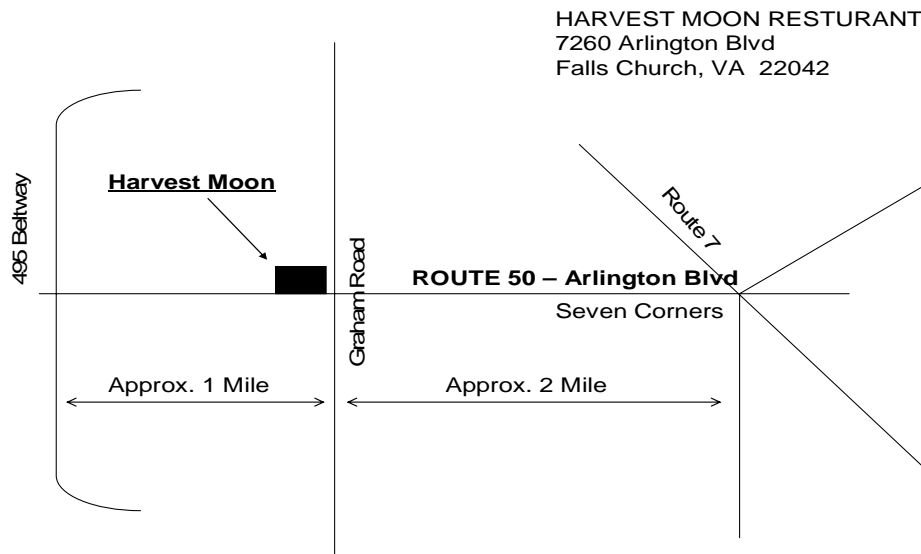 HARVEST MOON RESTURANT
7260 Arlington Blvd
Falls Church, VA  22042
495 Beltway
Harvest Moon
Graham Road
Route 7
ROUTE 50 – Arlington Blvd
Seven Corners
Approx. 1 Mile
Approx. 2 Mile